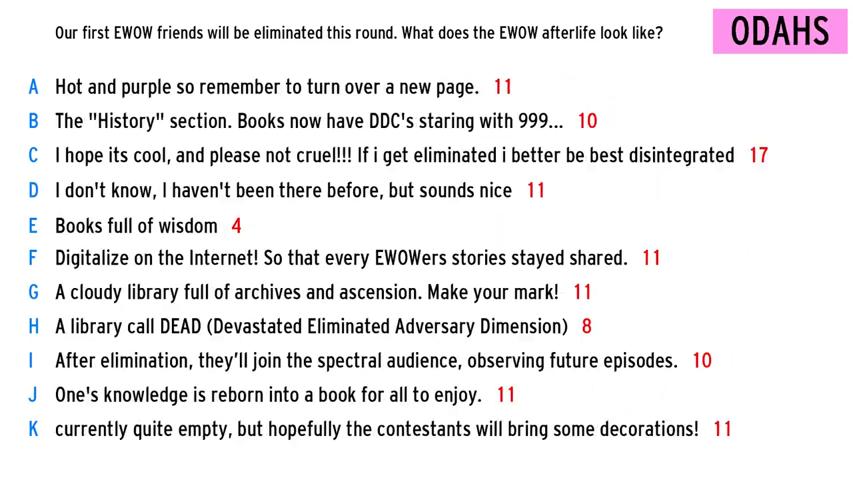 Our first EWOW friends will be eliminated this round. What does the EWOW afterlife look like?
ODAHS
A Hot and purple so remember to turn over a new page. 11
B The "History" section. Books now have DDC's staring with 999... 10
C I hope its cool, and please not cruel!!! If i get eliminated i better be best disintegrated 17
D I don't know, I haven't been there before, but sounds nice 11
E Books full of wisdom 4
F Digitalize on the Internet! So that every EWOWers stories stayed shared. 11
G A cloudy library full of archives and ascension. Make your mark! 11
H A library call DEAD (Devastated Eliminated Adversary Dimension) 8
I After elimination, they’ll join the spectral audience, observing future episodes. 10
J One's knowledge is reborn into a book for all to enjoy. 11
K currently quite empty, but hopefully the contestants will bring some decorations! 11